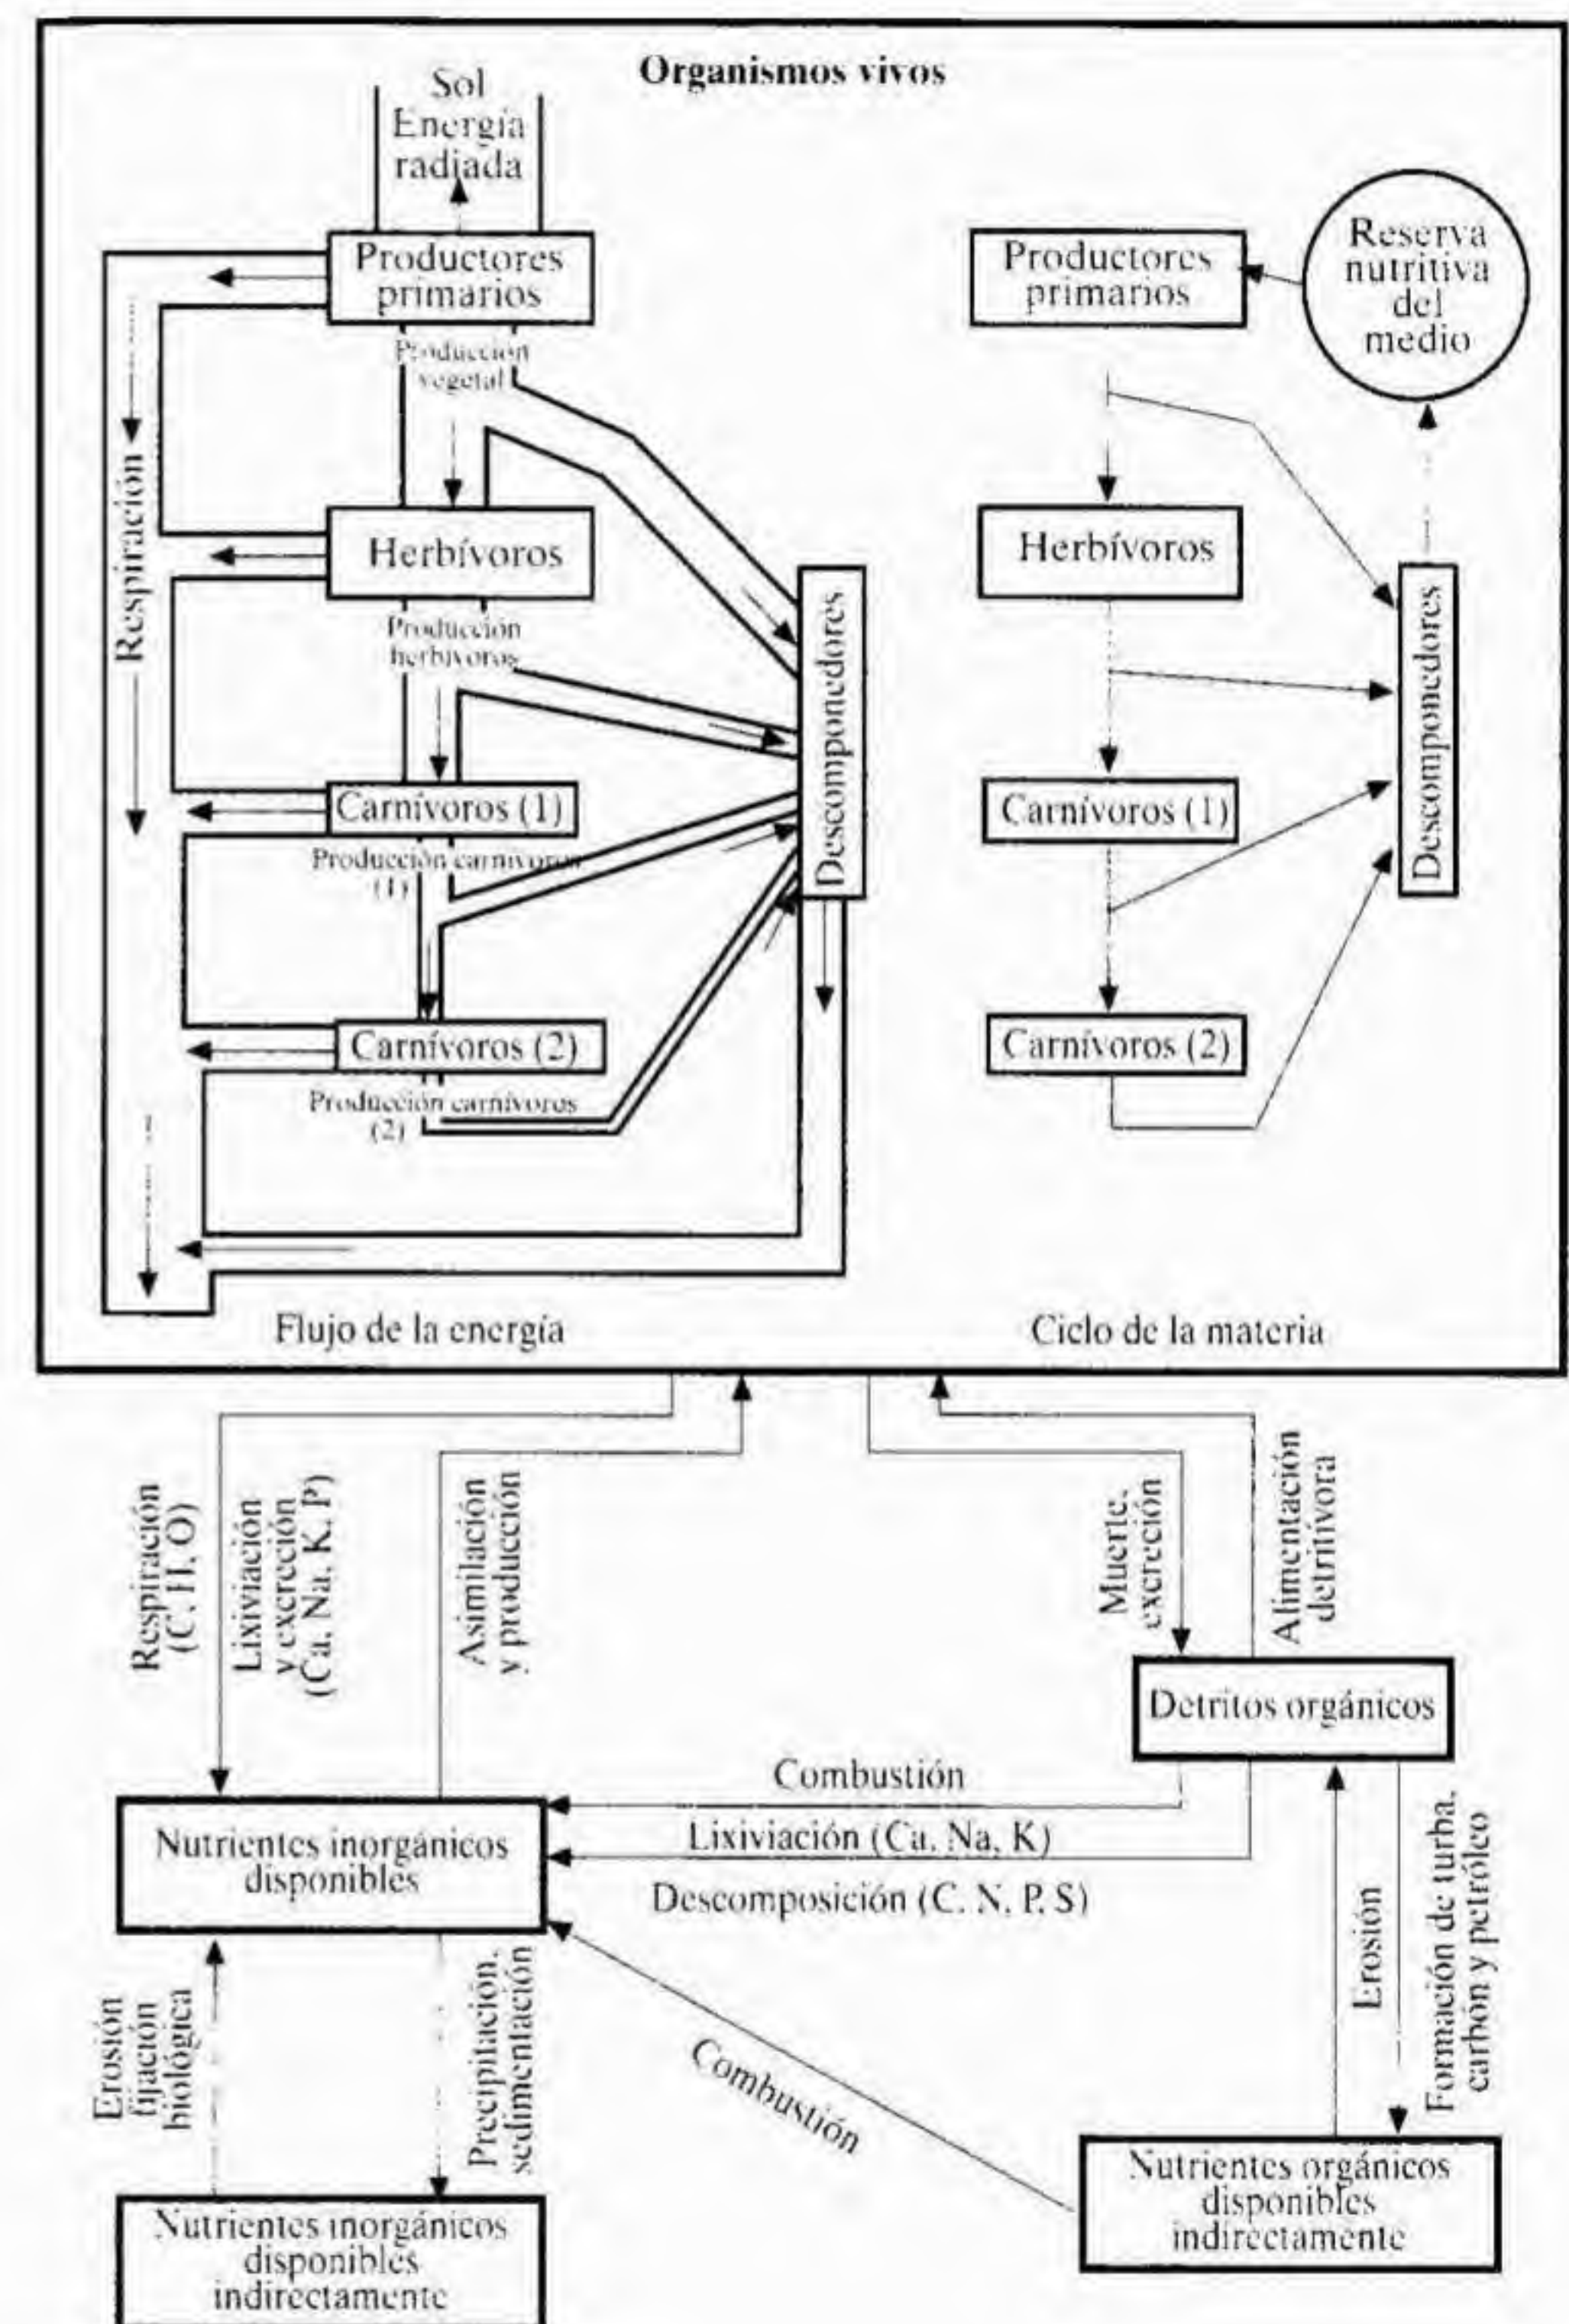 Organismos vivos
Sol
Energía
radiada
Productores
primarios
Producción
vegetal
Herbívoros
Producción
herbívoros
Carnívoros (1)
Producción carnívoros
(1)
Carnívoros (2)
Producción carnívoros
(2)
Respiración
Descomponedores
Flujo de la energía
Productores
primarios
Reserva
nutritiva
del
medio
Herbívoros
Carnívoros (1)
Carnívoros (2)
Descomponedores
Ciclo de la materia
Respiración
(C, H, O)
Lixiviación
y excreción
(Ca, Na, K, P)
Asimilación
y producción
Muerte,
excreción
Alimentación
detritívora
Detritos orgánicos
Combustión
Lixiviación (Ca, Na, K)
Descomposición (C, N, P, S)
Nutrientes inorgánicos
disponibles
Erosión
fijación
biológica
Precipitación,
sedimentación
Combustión
Erosión
Formación de turba,
carbón y petróleo
Nutrientes inorgánicos
disponibles
indirectamente
Nutrientes orgánicos
disponibles
indirectamente